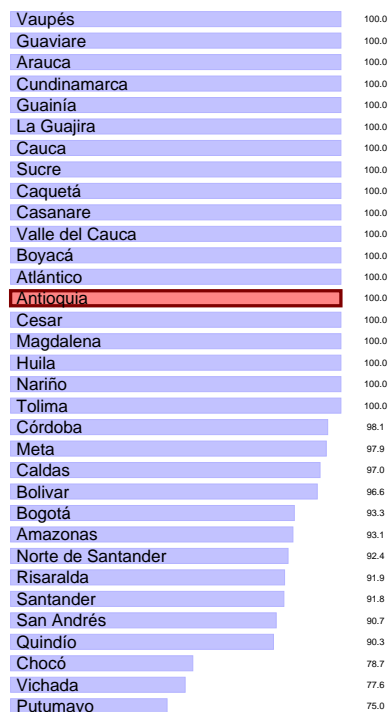 Vaupés 100.0
Guaviare 100.0
Arauca 100.0
Cundinamarca 100.0
Guainía 100.0
La Guajira 100.0
Cauca 100.0
Sucre 100.0
Caquetá 100.0
Casanare 100.0
Valle del Cauca 100.0
Boyacá 100.0
Atlántico 100.0
Antioquia 100.0
Cesar 100.0
Magdalena 100.0
Huila 100.0
Nariño 100.0
Tolima 100.0
Córdoba 98.1
Meta 97.9
Caldas 97.0
Bolivar 96.6
Bogotá 93.3
Amazonas 93.1
Norte de Santander 92.4
Risaralda 91.9
Santander 91.8
San Andrés 90.7
Quindío 90.3
Chocó 78.7
Vichada 77.6
Putumayo 75.0